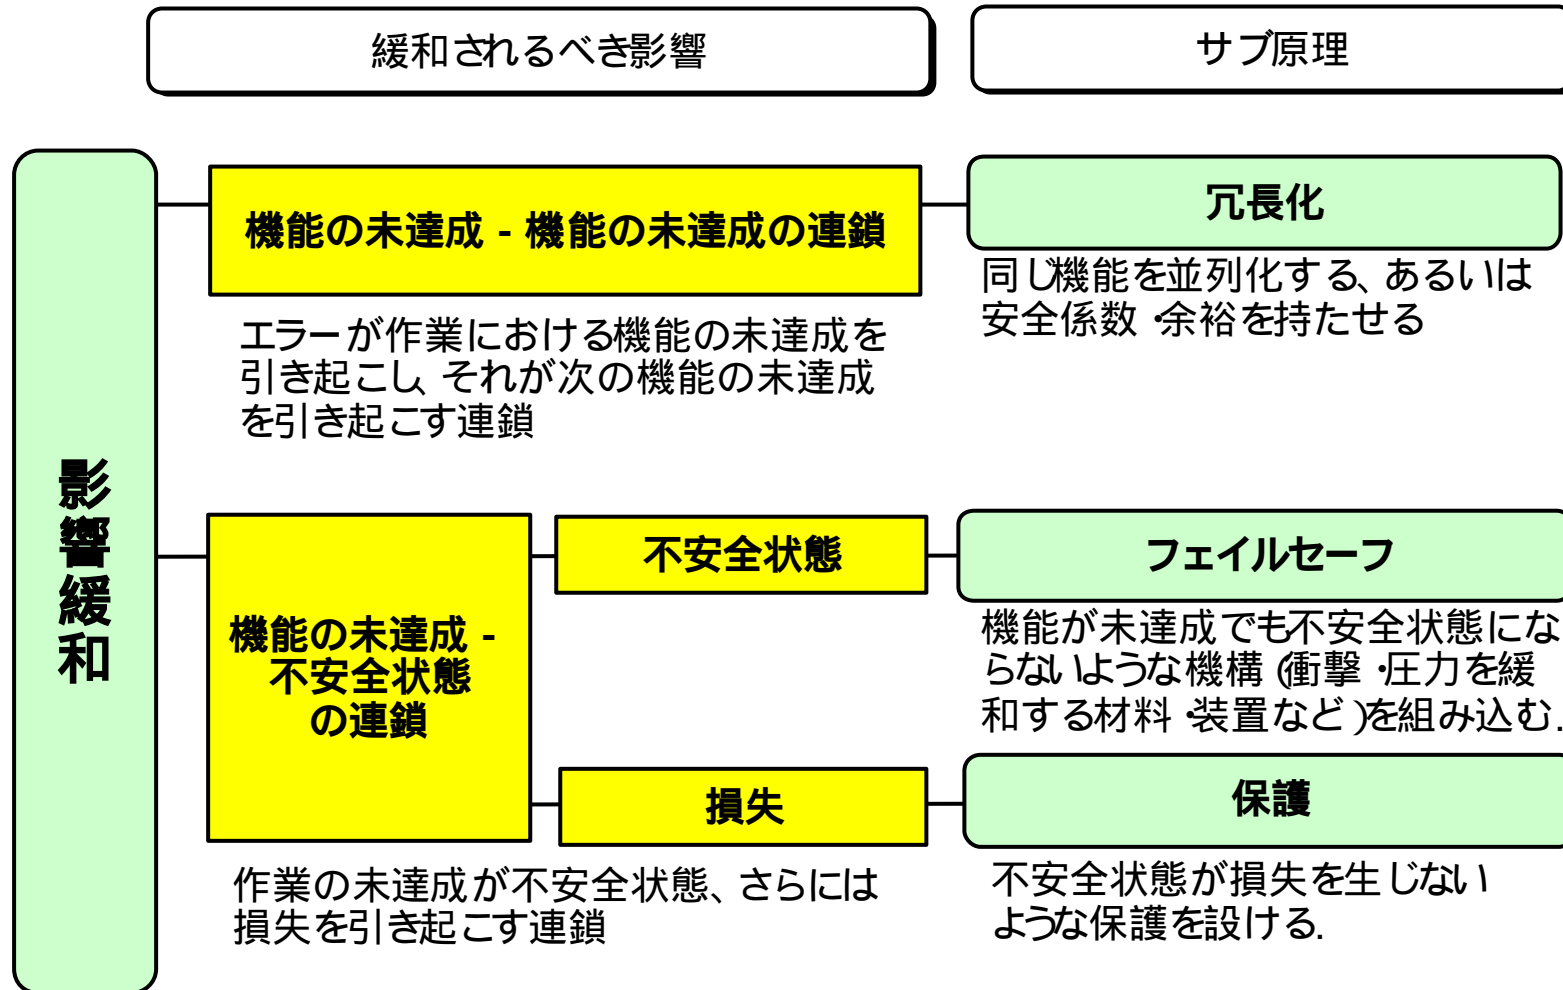 緩和されるべき影響
サブ原理
影響緩和
機能の未達成 - 機能の未達成の連鎖
エラーが作業における機能の未達成を
引き起こし、それが次の機能の未達成
を引き起こす連鎖
冗長化
同じ機能を並列化する、あるいは
安全係数・余裕を持たせる
機能の未達成 -
不安全状態
の連鎖
不安全状態
フェイルセーフ
機能が未達成でも不安全状態にな
らないような機構(衝撃・圧力を緩
和する材料・装置など)を組み込む.
損失
保護
作業の未達成が不安全状態、さらには
損失を引き起こす連鎖
不安全状態が損失を生じない
ような保護を設ける.